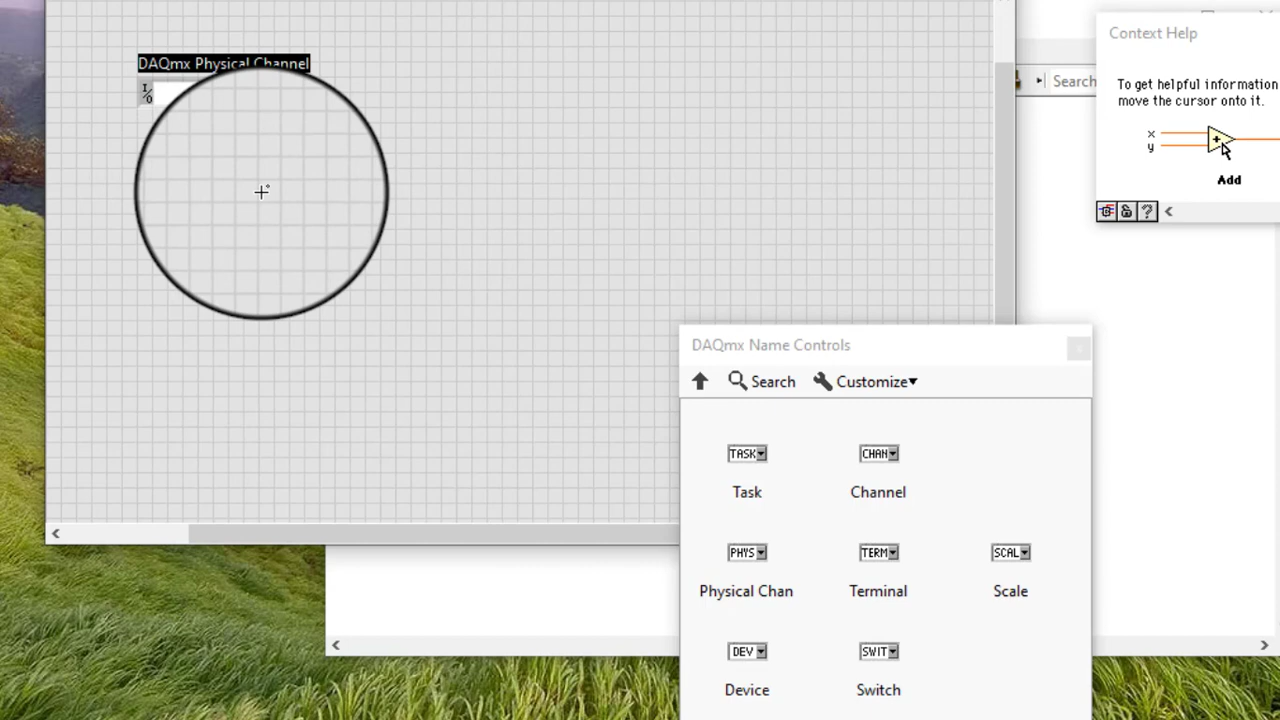 DAQmx Physical Channel
I/O
Context Help
Search
To get helpful information
move the cursor onto it.
x
y
Add
?
DAQmx Name Controls
Search
Customize
TASK
CHAN
Task
Channel
PHYS
TERM
SCAL
Physical Chan
Terminal
Scale
DEV
SWIT
Device
Switch